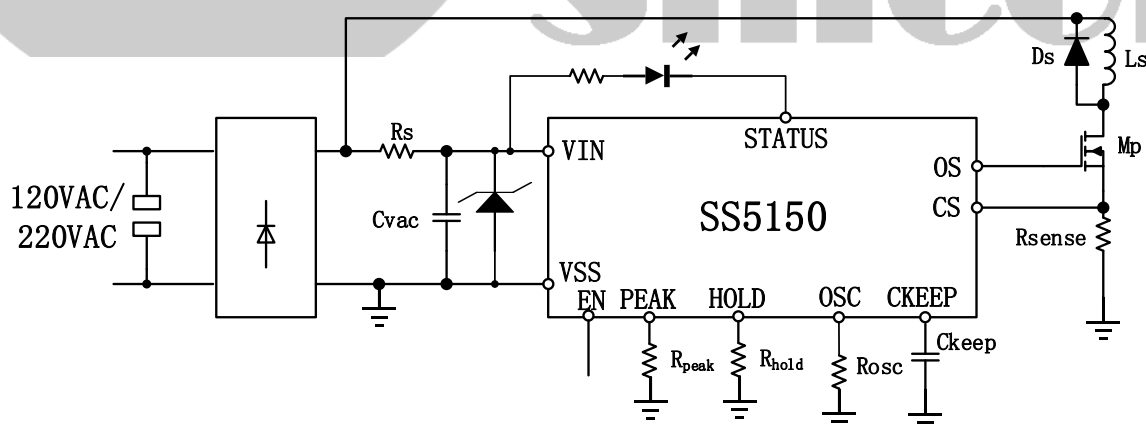 Ds
Ls
Rs
VIN
STATUS
Mp
OS
120VAC/
220VAC
Cvac
SS5150
CS
Rsense
VSS
EN
PEAK
HOLD
OSC
CKEEP
Rpeak
Rhold
Rosc
Ckeep